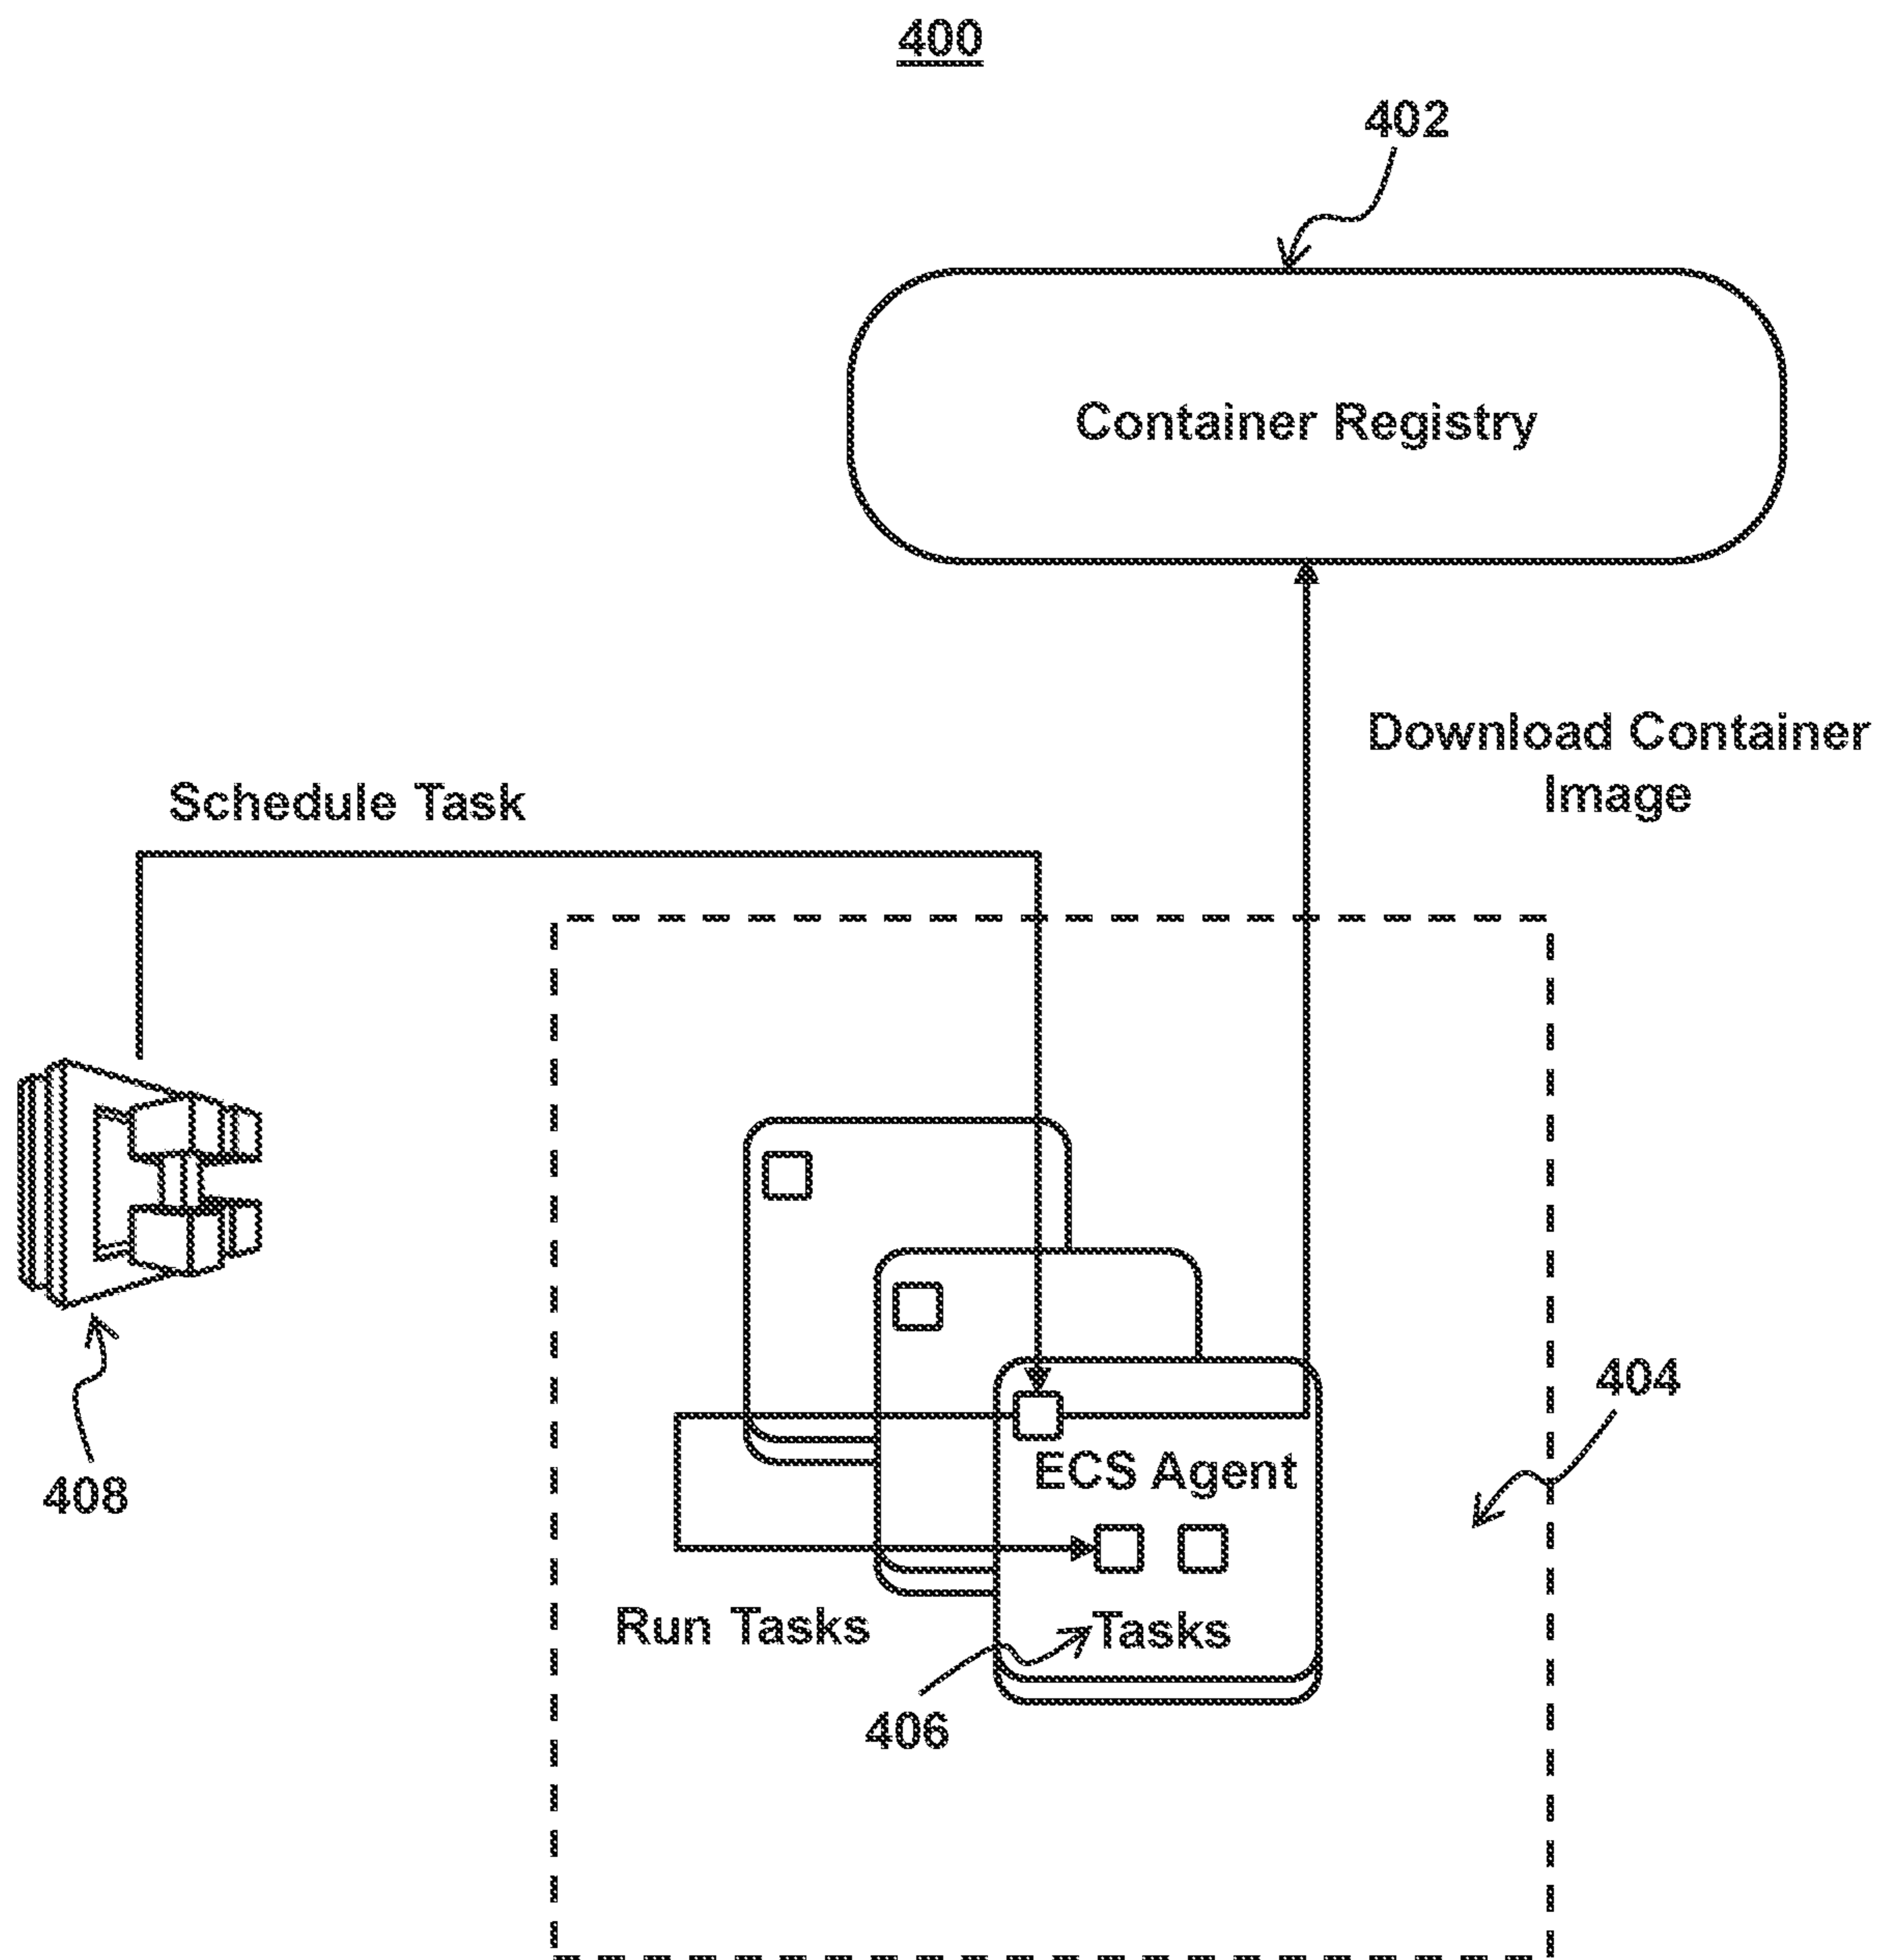 400
402
Container Registry
Download Container
Image
Schedule Task
404
ECS Agent
408
Run Tasks
Tasks
406